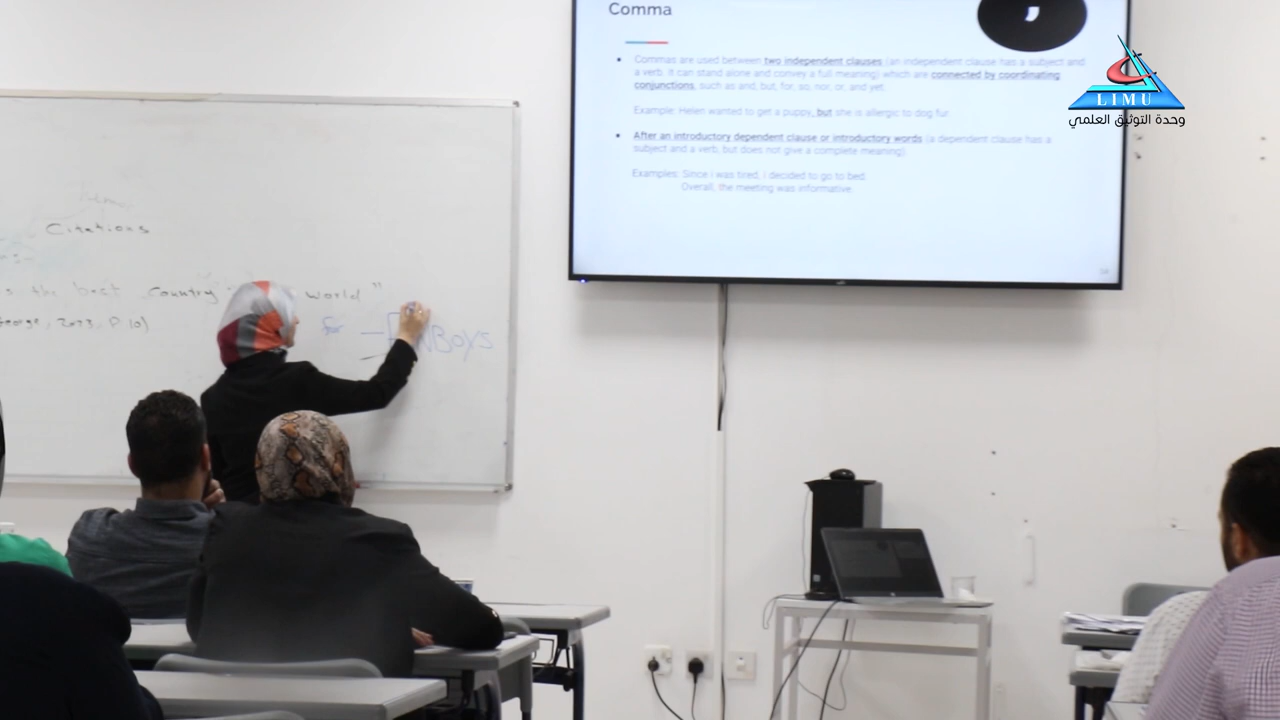 Comma
,
• Commas are used between two independent clauses (an independent clause has a subject and
a verb. It can stand alone and convey a full meaning) which are connected by coordinating
conjunctions, such as and, but, for, so, nor, or, and yet.
Example: Helen wanted to get a puppy, but she is allergic to dog fur.
• After an introductory dependent clause or introductory words (a dependent clause has a
subject and a verb, but does not give a complete meaning).
Examples: Since i was tired, i decided to go to bed.
Overall, the meeting was informative.
LIMU
وحدة التوثيق العلمي
Citations
the best country world"
George, 2023, P. 10)
for — FANBOYS